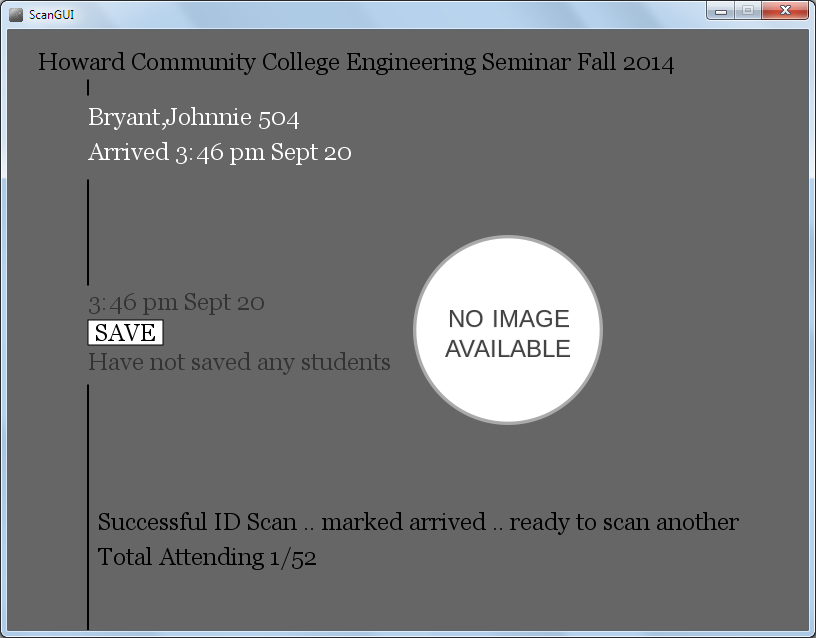 ScanGUI
Howard Community College Engineering Seminar Fall 2014
Bryant,Johnnie 504
Arrived 3:46 pm Sept 20
3:46 pm Sept 20
SAVE
Have not saved any students
NO IMAGE
AVAILABLE
Successful ID Scan .. marked arrived .. ready to scan another
Total Attending 1/52